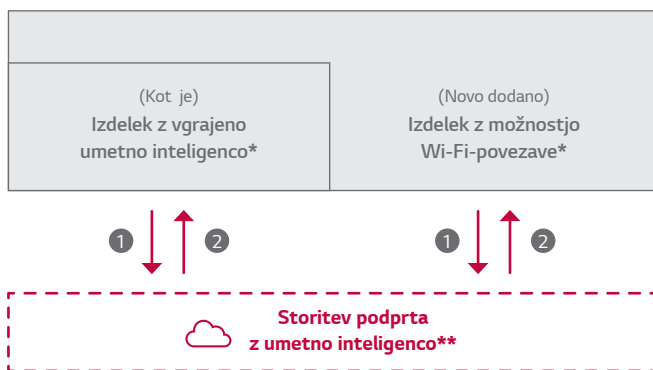 (Kot je)
Izdelek z vgrajeno
umetno inteligenco*
(Novo dodano)
Izdelek z možnostjo
Wi-Fi-povezave*
1 2
1 2
Storitev podprta
z umetno inteligenco**